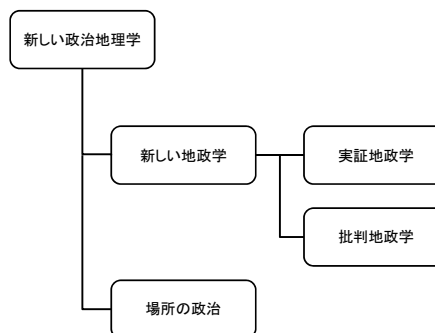 新しい政治地理学
新しい地政学
実証地政学
批判地政学
場所の政治